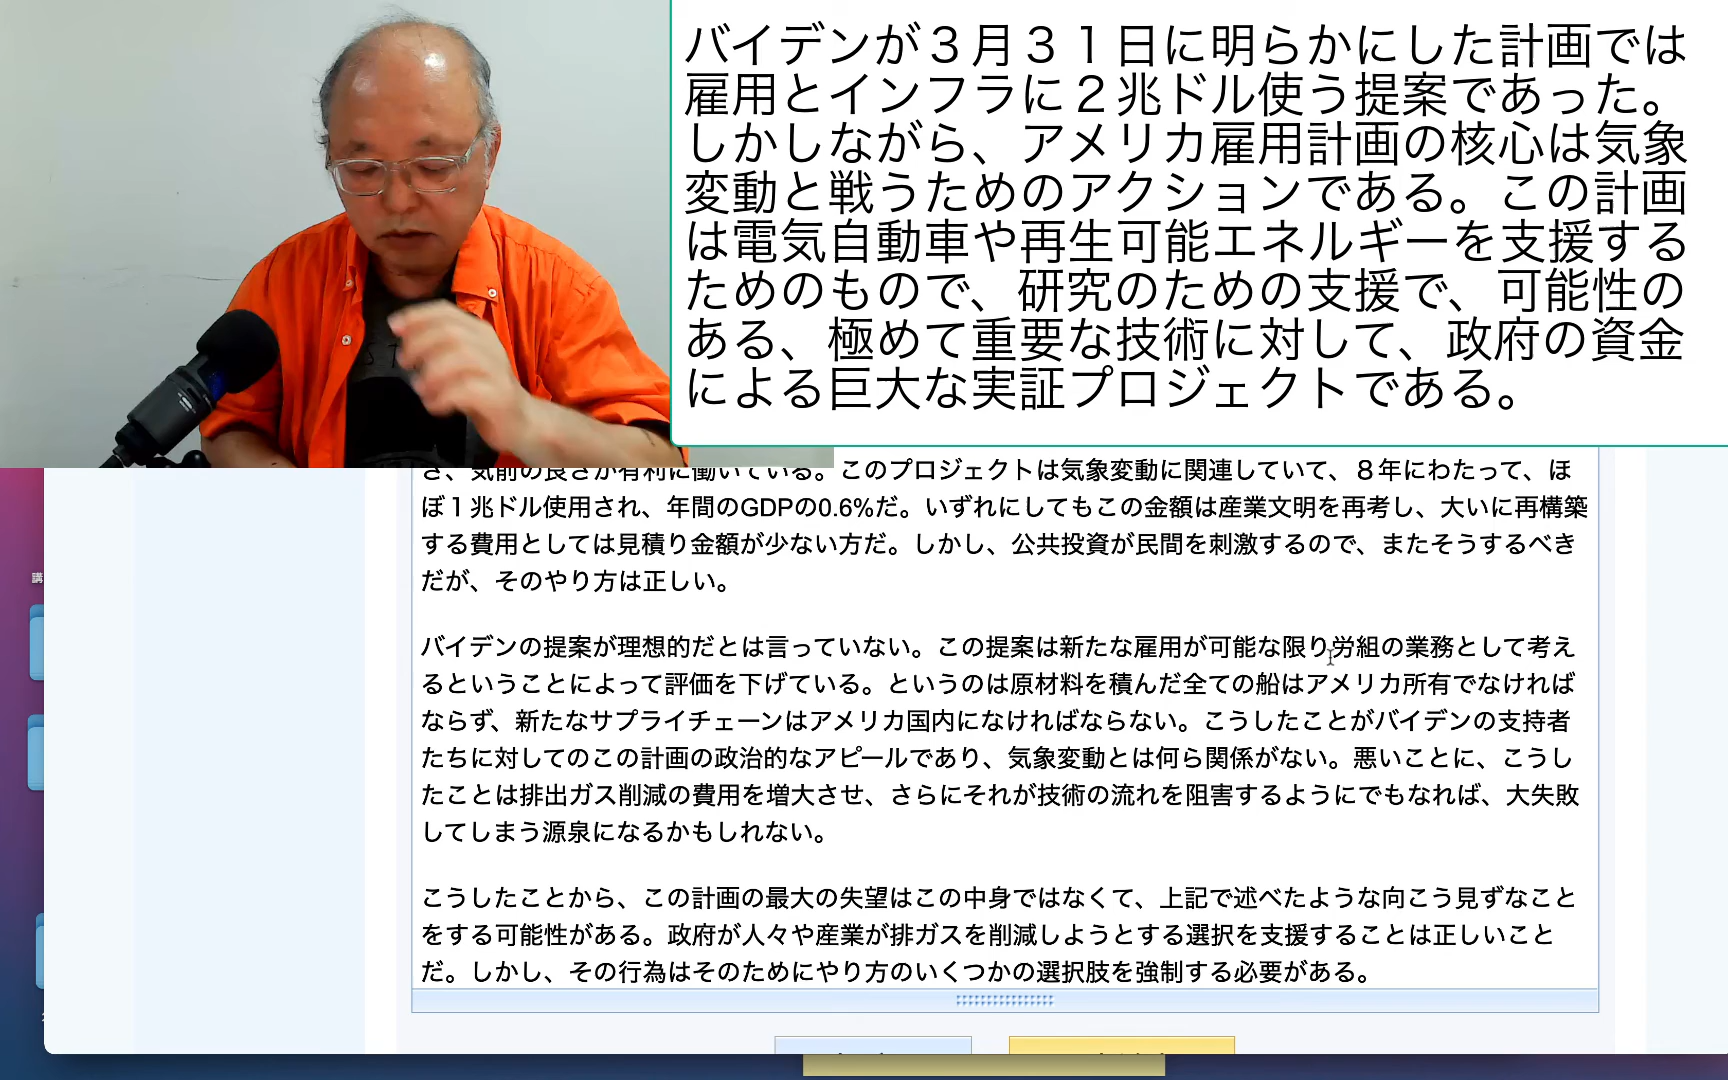 バイデンが３月３１日に明らかにした計画では
雇用とインフラに２兆ドル使う提案であった。
しかしながら、アメリカ雇用計画の核心は気象
変動と戦うためのアクションである。この計画
は電気自動車や再生可能エネルギーを支援する
ためのもので、研究のための支援で、可能性の
ある、極めて重要な技術に対して、政府の資金
による巨大な実証プロジェクトである。
さ、気前の良さが有利に働いている。このプロジェクトは気象変動に関連していて、８年にわたって、ほ
ぼ１兆ドル使用され、年間のGDPの0.6%だ。いずれにしてもこの金額は産業文明を再考し、大いに再構築
する費用としては見積り金額が少ない方だ。しかし、公共投資が民間を刺激するので、またそうするべき
だが、そのやり方は正しい。
バイデンの提案が理想的だとは言っていない。この提案は新たな雇用が可能な限り労組の業務として考え
るということによって評価を下げている。というのは原材料を積んだ全ての船はアメリカ所有でなければ
ならず、新たなサプライチェーンはアメリカ国内になければならない。こうしたことがバイデンの支持者
たちに対してのこの計画の政治的なアピールであり、気象変動とは何ら関係がない。悪いことに、こうし
たことは排出ガス削減の費用を増大させ、さらにそれが技術の流れを阻害するようにでもなれば、大失敗
してしまう源泉になるかもしれない。
こうしたことから、この計画の最大の失望はこの中身ではなくて、上記で述べたような向こう見ずなこと
をする可能性がある。政府が人々や産業が排ガスを削減しようとする選択を支援することは正しいこと
だ。しかし、その行為はそのためにやり方のいくつかの選択肢を強制する必要がある。
講